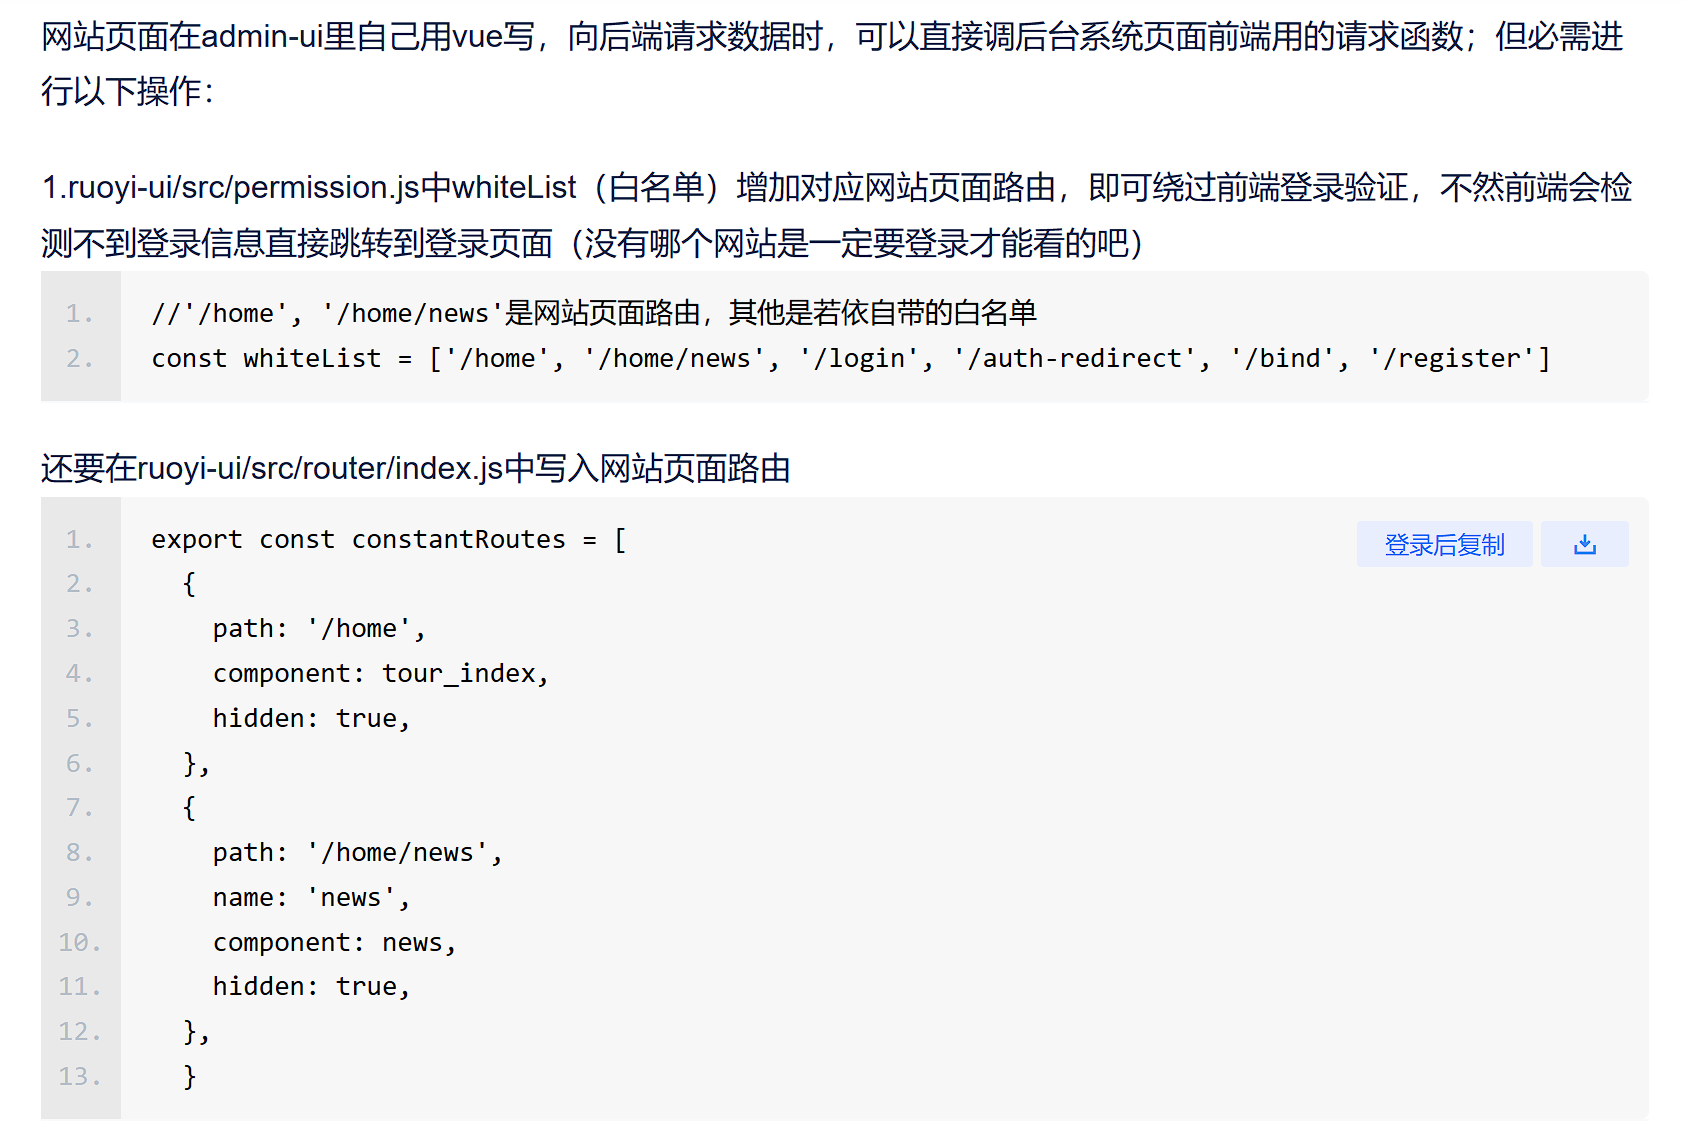 网站页面在admin-ui里自己用vue写，向后端请求数据时，可以直接调后台系统页面前端用的请求函数；但必需进
行以下操作：
1.ruoyi-ui/src/permission.js中whiteList（白名单）增加对应网站页面路由，即可绕过前端登录验证，不然前端会检
测不到登录信息直接跳转到登录页面（没有哪个网站是一定要登录才能看的吧）
1. //'/home', '/home/news'是网站页面路由，其他是若依自带的白名单
2. const whiteList = ['/home', '/home/news', '/login', '/auth-redirect', '/bind', '/register']
还要在ruoyi-ui/src/router/index.js中写入网站页面路由
登录后复制
1. export const constantRoutes = [
2.   {
3.     path: '/home',
4.     component: tour_index,
5.     hidden: true,
6.   },
7.   {
8.     path: '/home/news',
9.     name: 'news',
10.     component: news,
11.     hidden: true,
12.   },
13.   }